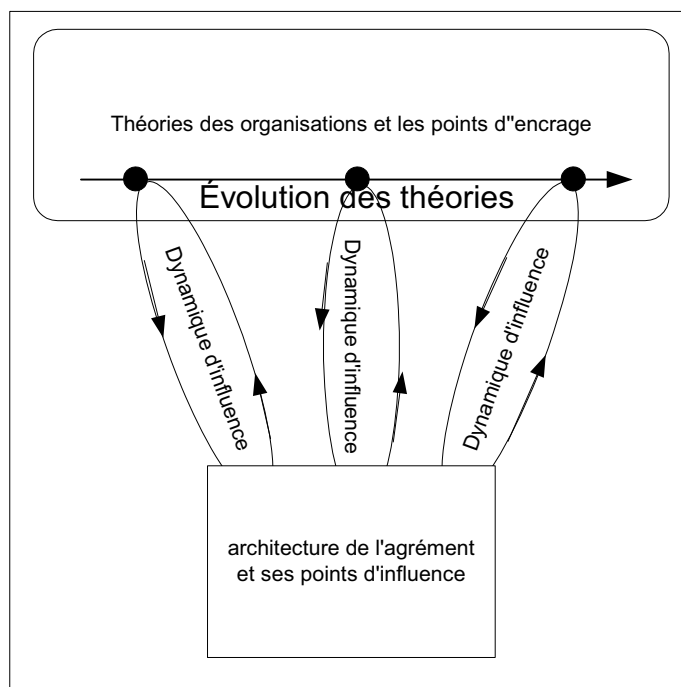 Théories des organisations et les points d"encrage
Évolution des théories
Dynamique d'influence
Dynamique d'influence
Dynamique d'influence
architecture de l'agrément
et ses points d'influence